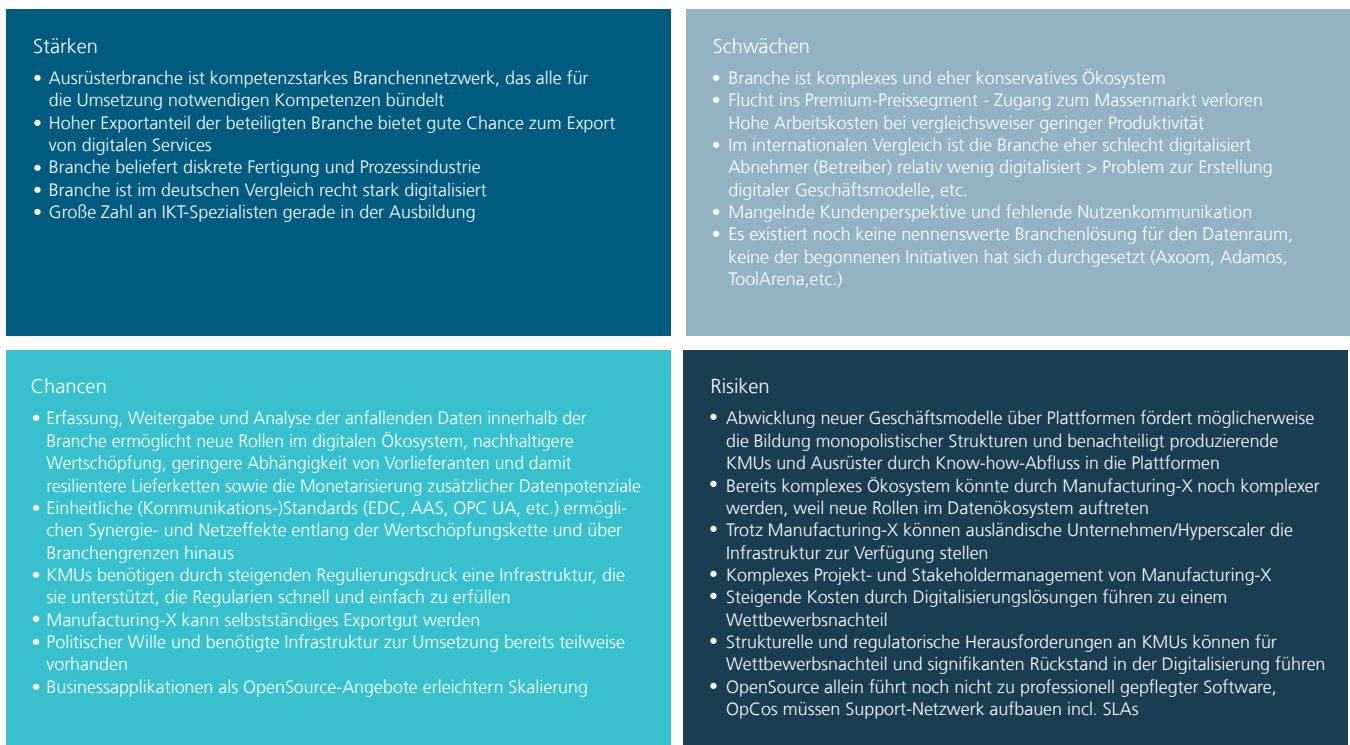 Stärken
• Ausrüsterbranche ist kompetenzstarkes Branchennetzwerk, das alle für
die Umsetzung notwendigen Kompetenzen bündelt
• Hoher Exportanteil der beteiligten Branche bietet gute Chance zum Export
von digitalen Services
• Branche beliefert diskrete Fertigung und Prozessindustrie
• Branche ist im deutschen Vergleich recht stark digitalisiert
• Große Zahl an IKT-Spezialisten gerade in der Ausbildung
Schwächen
• Branche ist komplexes und eher konservatives Ökosystem
• Flucht ins Premium-Preissegment - Zugang zum Massenmarkt verloren
Hohe Arbeitskosten bei vergleichsweiser geringer Produktivität
• Im internationalen Vergleich ist die Branche eher schlecht digitalisiert
Abnehmer (Betreiber) relativ wenig digitalisiert > Problem zur Erstellung
digitaler Geschäftsmodelle, etc.
• Mangelnde Kundenperspektive und fehlende Nutzenkommunikation
• Es existiert noch keine nennenswerte Branchenlösung für den Datenraum,
keine der begonnenen Initiativen hat sich durchgesetzt (Axoom, Adamos,
ToolArena,etc.)
Chancen
• Erfassung, Weitergabe und Analyse der anfallenden Daten innerhalb der
Branche ermöglicht neue Rollen im digitalen Ökosystem, nachhaltigere
Wertschöpfung, geringere Abhängigkeit von Vorlieferanten und damit
resilientere Lieferketten sowie die Monetarisierung zusätzlicher Datenpotenziale
• Einheitliche (Kommunikations-)Standards (EDC, AAS, OPC UA, etc.) ermögli-
chen Synergie- und Netzeffekte entlang der Wertschöpfungskette und über
Branchengrenzen hinaus
• KMUs benötigen durch steigenden Regulierungsdruck eine Infrastruktur, die
sie unterstützt, die Regularien schnell und einfach zu erfüllen
• Manufacturing-X kann selbstständiges Exportgut werden
• Politischer Wille und benötigte Infrastruktur zur Umsetzung bereits teilweise
vorhanden
• Businessapplikationen als OpenSource-Angebote erleichtern Skalierung
Risiken
• Abwicklung neuer Geschäftsmodelle über Plattformen fördert möglicherweise
die Bildung monopolistischer Strukturen und benachteiligt produzierende
KMUs und Ausrüster durch Know-how-Abfluss in die Plattformen
• Bereits komplexes Ökosystem könnte durch Manufacturing-X noch komplexer
werden, weil neue Rollen im Datenökosystem auftreten
• Trotz Manufacturing-X können ausländische Unternehmen/Hyperscaler die
Infrastruktur zur Verfügung stellen
• Komplexes Projekt- und Stakeholdermanagement von Manufacturing-X
• Steigende Kosten durch Digitalisierungslösungen führen zu einem
Wettbewerbsnachteil
• Strukturelle und regulatorische Herausforderungen an KMUs können für
Wettbewerbsnachteil und signifikanten Rückstand in der Digitalisierung führen
• OpenSource allein führt noch nicht zu professionell gepflegter Software,
OpCos müssen Support-Netzwerk aufbauen incl. SLAs